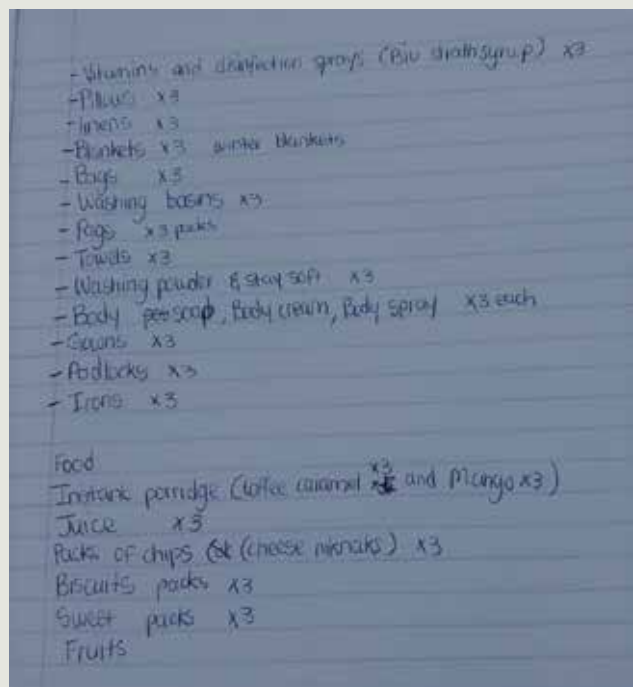 - Vitamins and disinfection sprays (Bio strath syrup) x3
- Pillows x3
- linens x3
- Blankets x3 winter blankets
- Bags x3
- Washing basins x3
- Pegs x3 packs
- Towels x3
- Washing powder & stay soft x3
- Body soap, Body cream, Body spray x3 each
- Gowns x3
- Padlocks x3
- Irons x3
Food
Instant porridge (toffee caramel x3 and Mango x3)
Juice x3
Packs of chips (cheese niknaks) x3
Biscuits packs x3
Sweet packs x3
Fruits